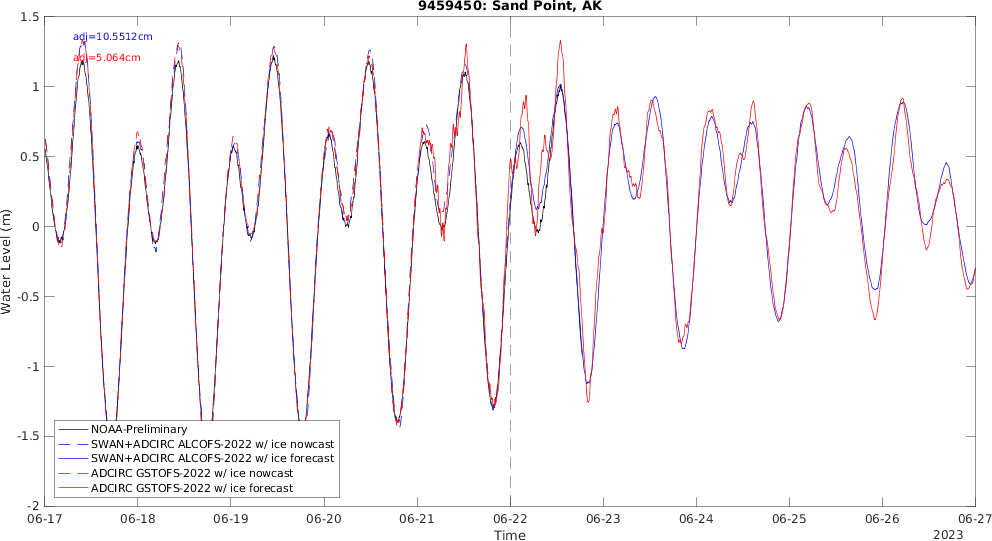 9459450: Sand Point, AK
adj=10.5512cm
adj=5.064cm
Water Level (m)
1.5
1
0.5
0
-0.5
-1
-1.5
-2
NOAA-Preliminary
SWAN+ADCIRC ALCOFS-2022 w/ ice nowcast
SWAN+ADCIRC ALCOFS-2022 w/ ice forecast
ADCIRC GSTOFS-2022 w/ ice nowcast
ADCIRC GSTOFS-2022 w/ ice forecast
06-17 06-18 06-19 06-20 06-21 06-22 06-23 06-24 06-25 06-26 06-27
Time
2023